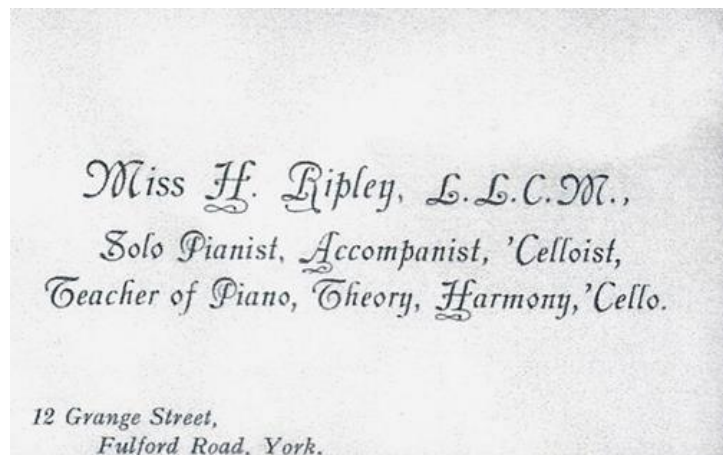 Miss H. Ripley, L.L.C.M.,
Solo Pianist, Accompanist, 'Celloist,
Teacher of Piano, Theory, Harmony,'Cello.
12 Grange Street,
Fulford Road, York.